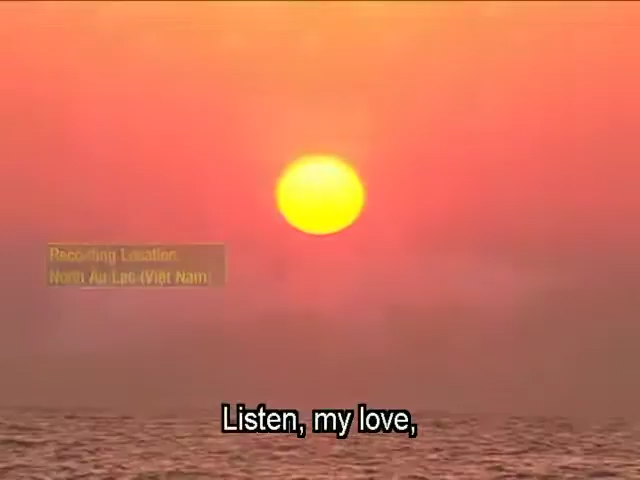 Recording Location:
North Au Lac (Việt Nam)
Listen, my love,